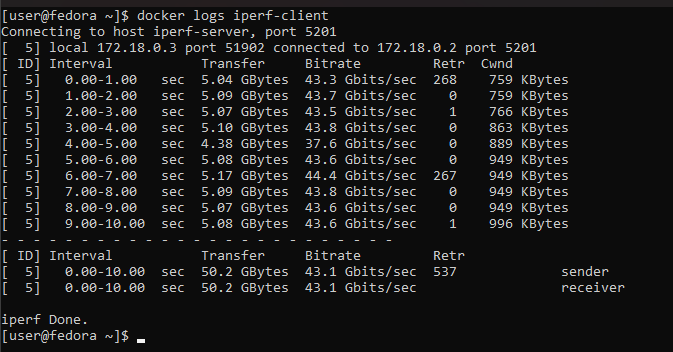 [user@fedora ~]$ docker logs iperf-client
Connecting to host iperf-server, port 5201
[  5] local 172.18.0.3 port 51902 connected to 172.18.0.2 port 5201
[ ID] Interval           Transfer     Bitrate         Retr  Cwnd
[  5]   0.00-1.00   sec  5.04 GBytes  43.3 Gbits/sec  268    759 KBytes
[  5]   1.00-2.00   sec  5.09 GBytes  43.7 Gbits/sec    0    759 KBytes
[  5]   2.00-3.00   sec  5.07 GBytes  43.5 Gbits/sec    1    766 KBytes
[  5]   3.00-4.00   sec  5.10 GBytes  43.8 Gbits/sec    0    863 KBytes
[  5]   4.00-5.00   sec  4.38 GBytes  37.6 Gbits/sec    0    889 KBytes
[  5]   5.00-6.00   sec  5.08 GBytes  43.6 Gbits/sec    0    949 KBytes
[  5]   6.00-7.00   sec  5.17 GBytes  44.4 Gbits/sec  267    949 KBytes
[  5]   7.00-8.00   sec  5.09 GBytes  43.8 Gbits/sec    0    949 KBytes
[  5]   8.00-9.00   sec  5.07 GBytes  43.6 Gbits/sec    0    949 KBytes
[  5]   9.00-10.00  sec  5.08 GBytes  43.6 Gbits/sec    1    996 KBytes
- - - - - - - - - - - - - - - - - - - - - - - - -
[ ID] Interval           Transfer     Bitrate         Retr
[  5]   0.00-10.00  sec  50.2 GBytes  43.1 Gbits/sec  537             sender
[  5]   0.00-10.00  sec  50.2 GBytes  43.1 Gbits/sec                  receiver

iperf Done.
[user@fedora ~]$